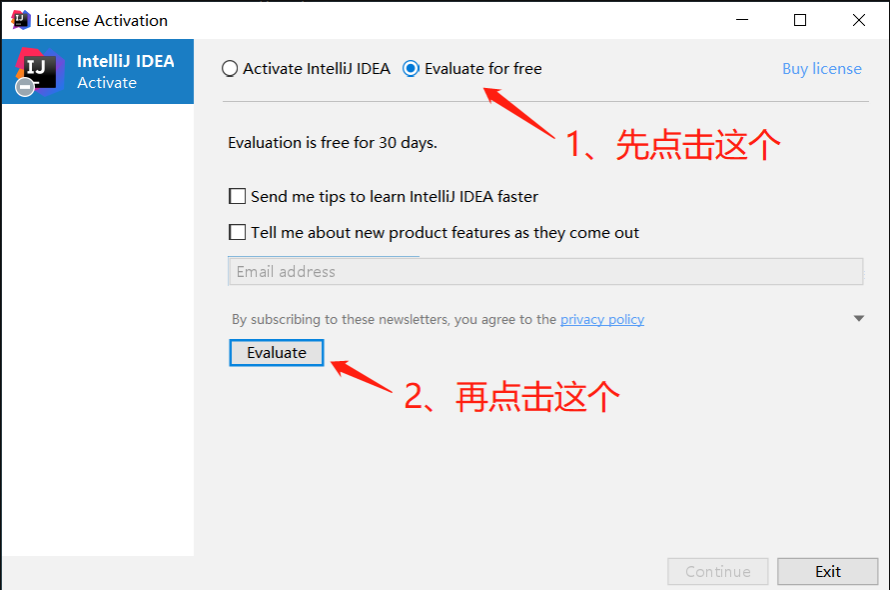 License Activation
IJ
IntelliJ IDEA
Activate
Activate IntelliJ IDEA Evaluate for free Buy license
1、先点击这个
Evaluation is free for 30 days.
Send me tips to learn IntelliJ IDEA faster
Tell me about new product features as they come out
Email address
By subscribing to these newsletters, you agree to the privacy policy
Evaluate
2、再点击这个
Continue Exit